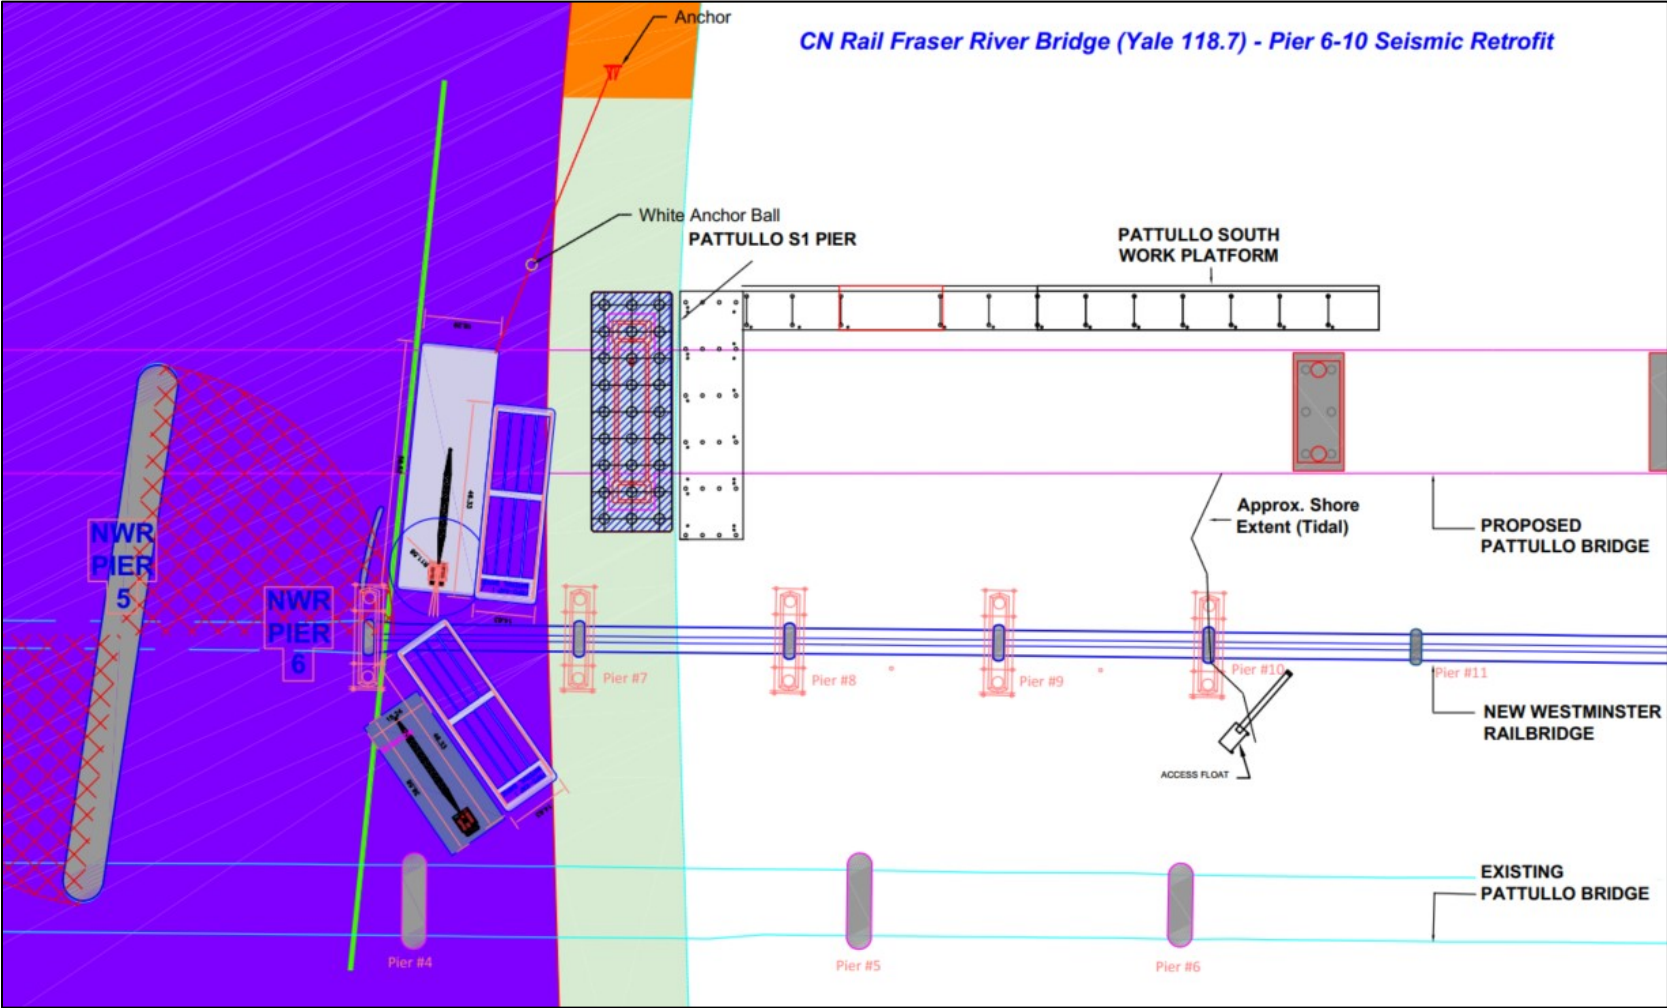 Anchor
CN Rail Fraser River Bridge (Yale 118.7) - Pier 6-10 Seismic Retrofit
White Anchor Ball
PATTULLO S1 PIER
PATTULLO SOUTH
WORK PLATFORM
Approx. Shore
Extent (Tidal)
PROPOSED
PATTULLO BRIDGE
NWR
PIER
5
NWR
PIER
6
Pier #7
Pier #8
Pier #9
Pier #10
Pier #11
NEW WESTMINSTER
RAILBRIDGE
ACCESS FLOAT
EXISTING
PATTULLO BRIDGE
Pier #4
Pier #5
Pier #6